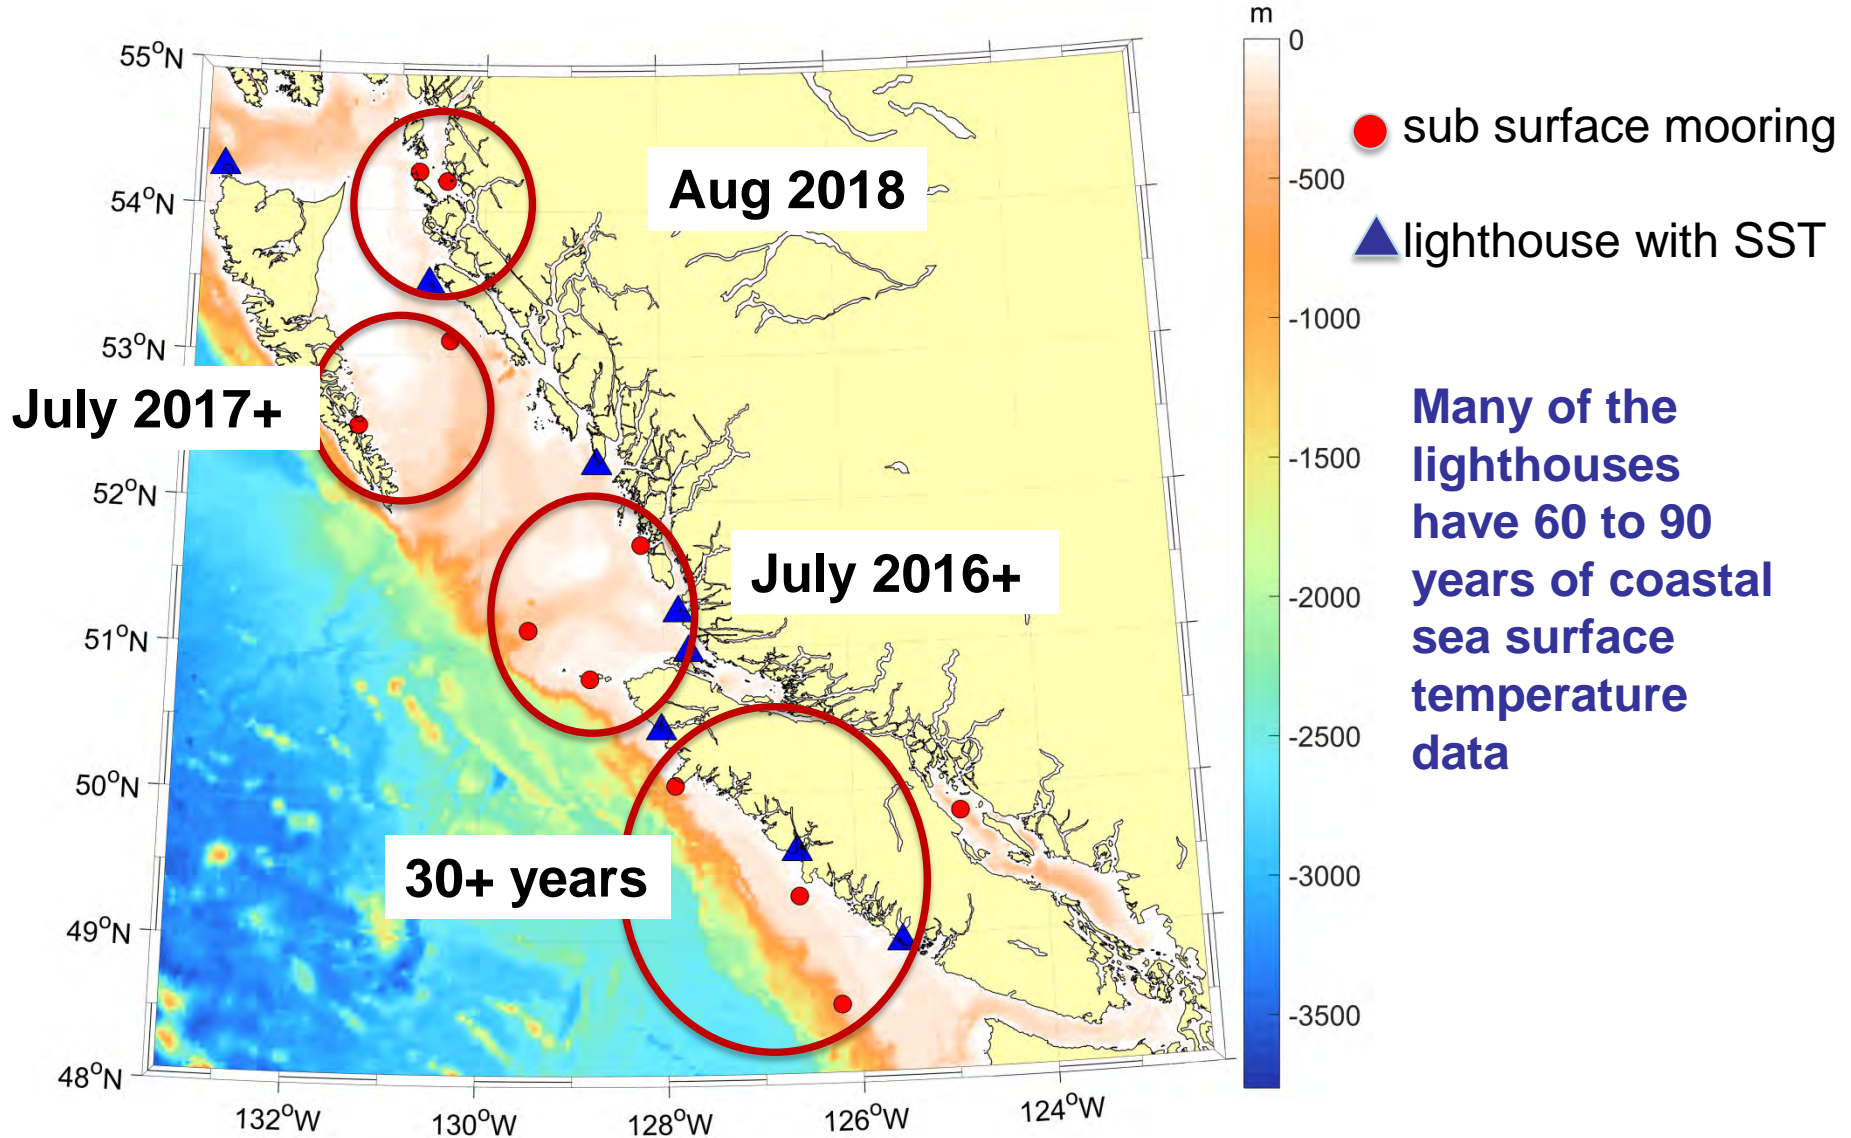 m
55°N
54°N
53°N
52°N
51°N
50°N
49°N
48°N
132°W
130°W
128°W
126°W
124°W
Aug 2018
July 2017+
July 2016+
30+ years
0
-500
-1000
-1500
-2000
-2500
-3000
-3500
sub surface mooring
lighthouse with SST
Many of the
lighthouses
have 60 to 90
years of coastal
sea surface
temperature
data